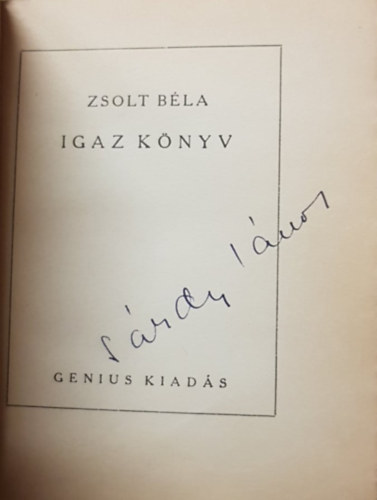 ZSOLT BÉLA
IGAZ KÖNYV
Sárdy János
GENIUS KIADÁS